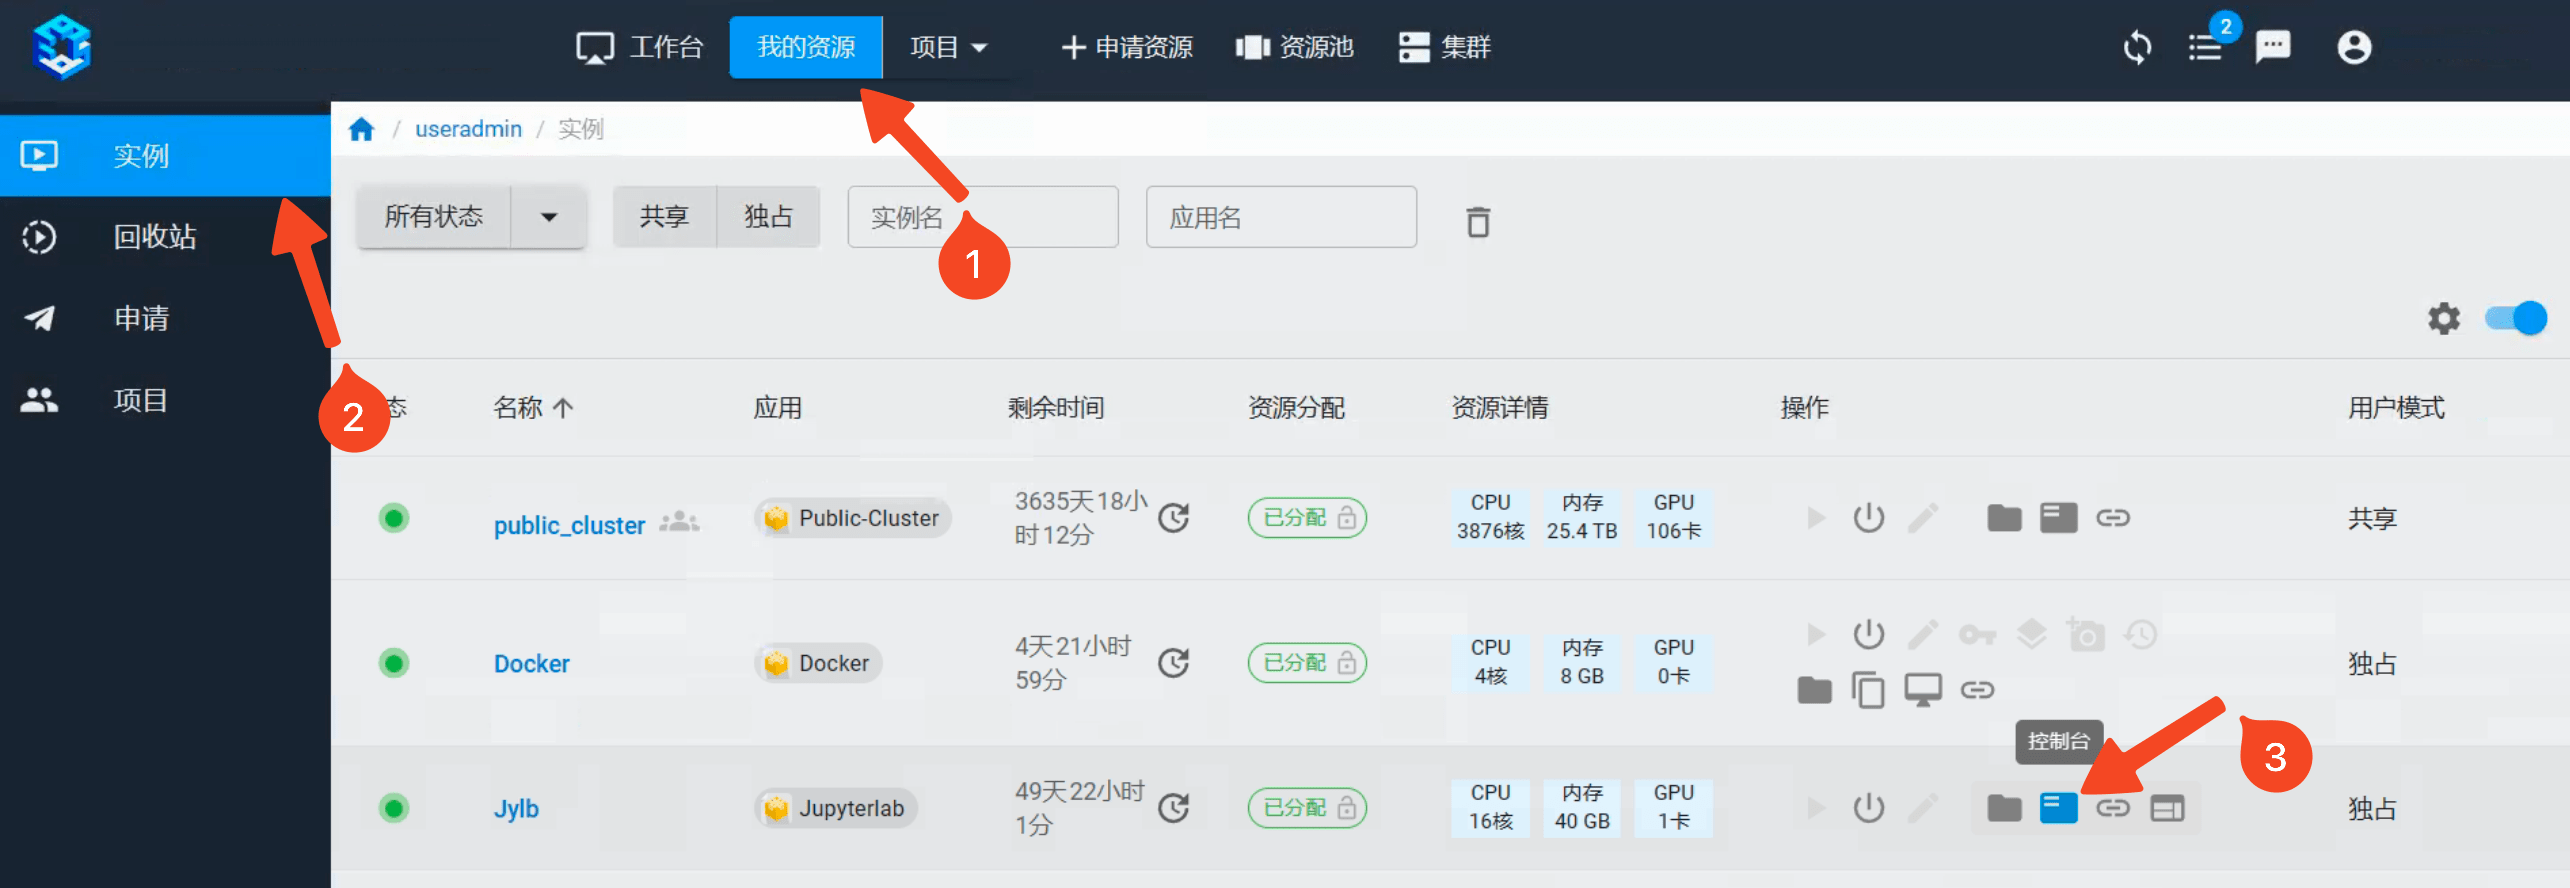 工作台 我的资源 项目 申请资源 资源池 集群 2
/ useradmin / 实例
实例
回收站
申请
项目
所有状态 共享 独占 实例名 应用名
1
2
态 名称 应用 剩余时间 资源分配 资源详情 操作 用户模式
public_cluster Public-Cluster 3635天18小时12分 已分配 CPU 3876核 内存 25.4 TB GPU 106卡 共享
Docker Docker 4天21小时59分 已分配 CPU 4核 内存 8 GB GPU 0卡 独占
控制台
3
Jylb Jupyterlab 49天22小时1分 已分配 CPU 16核 内存 40 GB GPU 1卡 独占